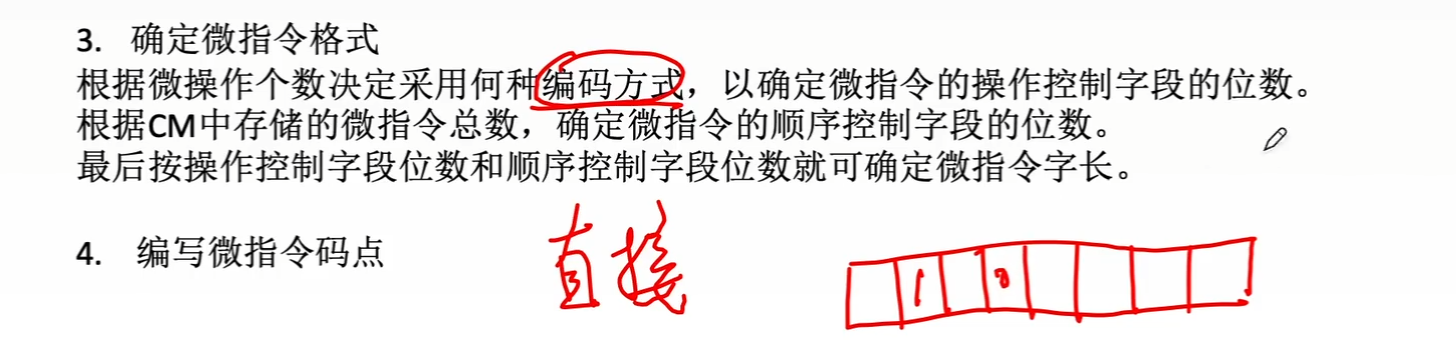 3. 确定微指令格式
根据微操作个数决定采用何种编码方式，以确定微指令的操作控制字段的位数。
根据CM中存储的微指令总数，确定微指令的顺序控制字段的位数。
最后按操作控制字段位数和顺序控制字段位数就可确定微指令字长。
4. 编写微指令码点
直接
1 0